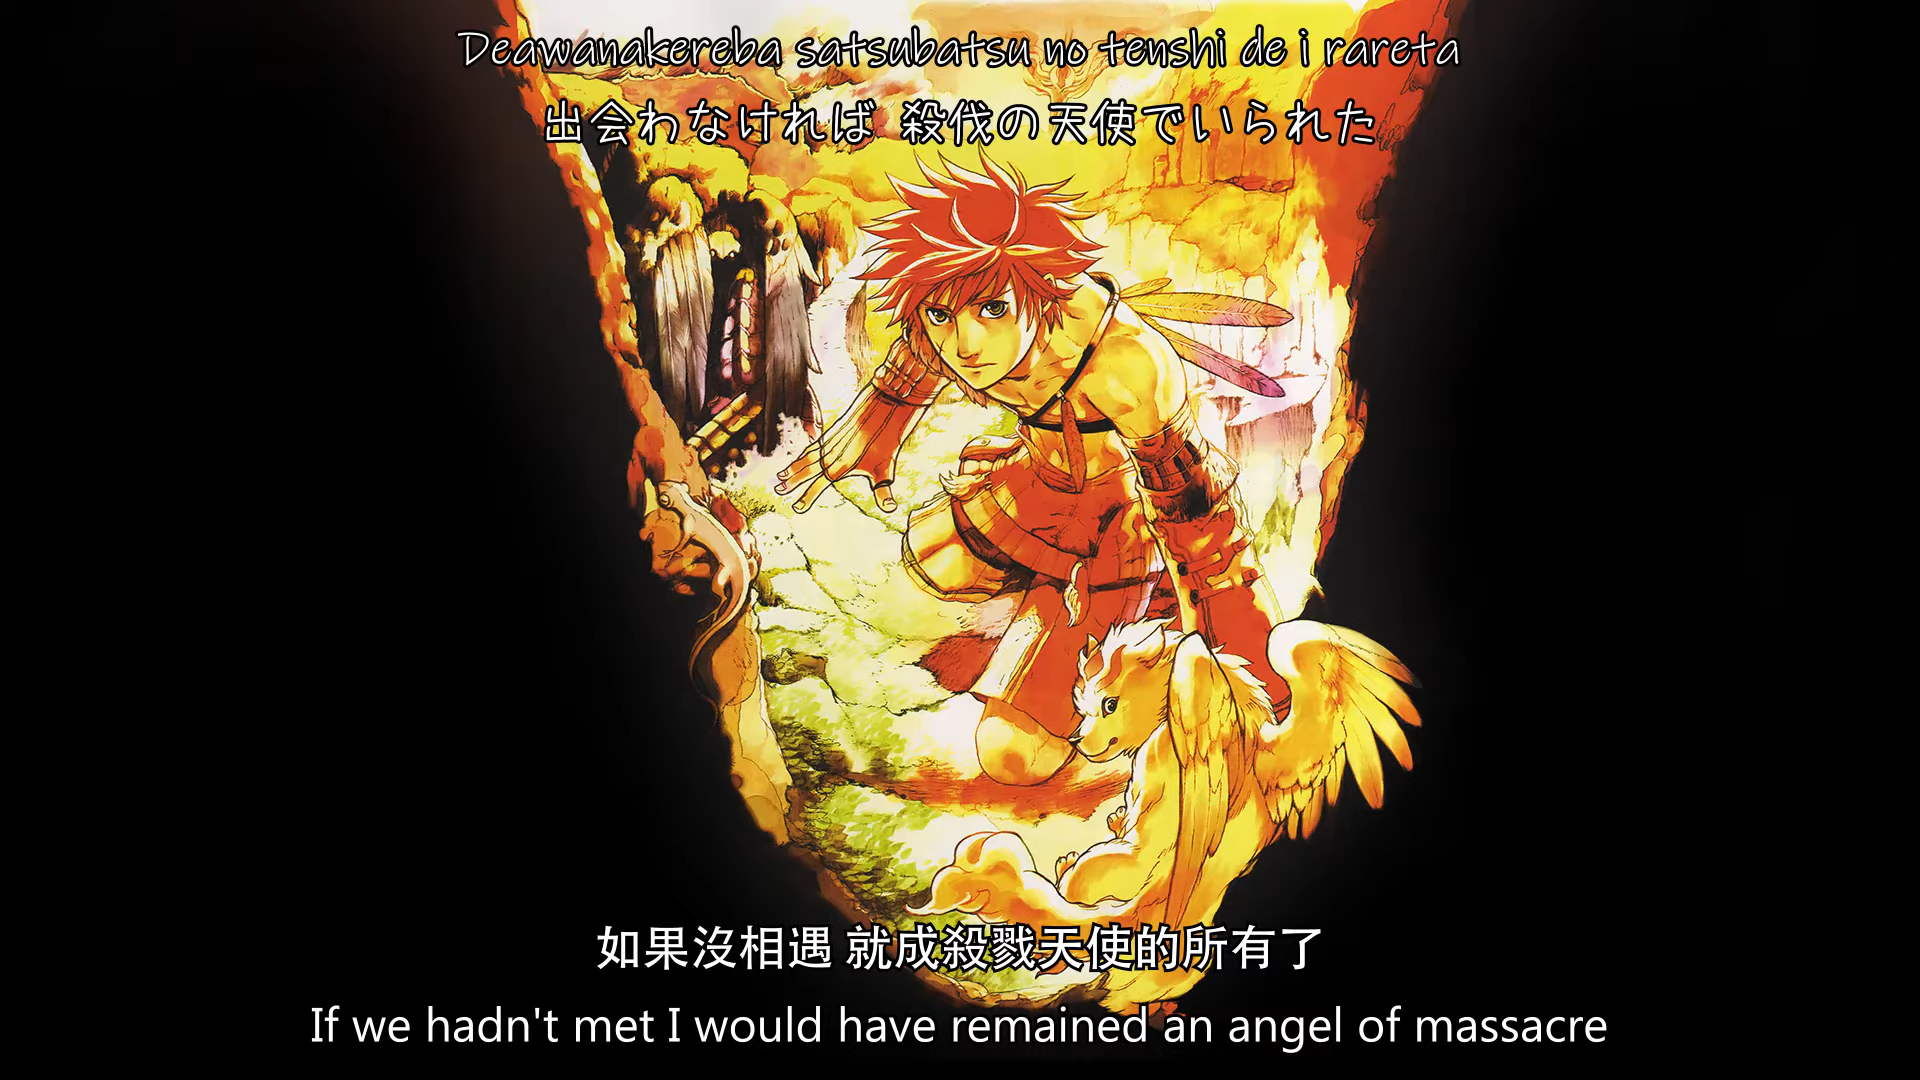 Deawanakereba satsubatsu no tenshi de i rareta
出会わなければ 殺伐の天使でいられた
如果沒相遇 就成殺戮天使的所有了
If we hadn't met I would have remained an angel of massacre